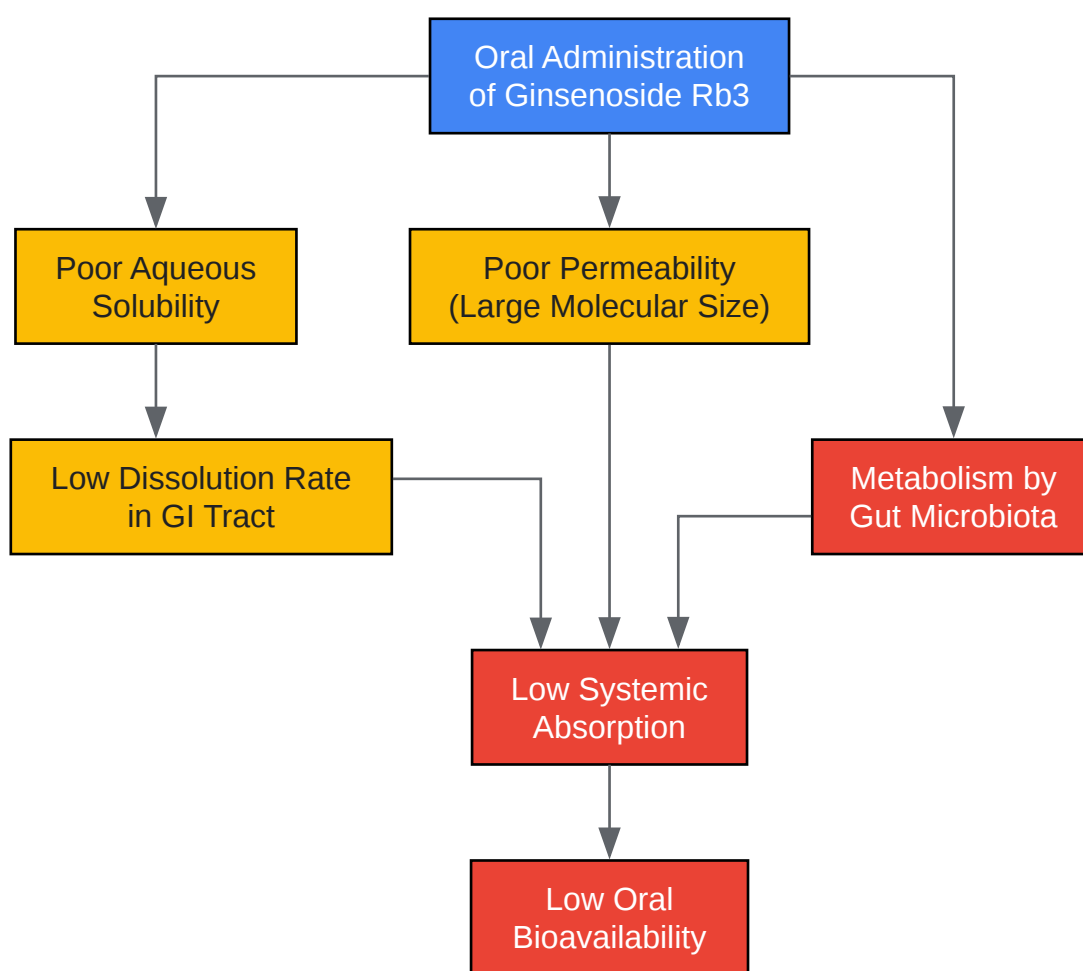 Oral Administration
of Ginsenoside Rb3
Poor Aqueous
Solubility
Poor Permeability
(Large Molecular Size)
Low Dissolution Rate
in GI Tract
Metabolism by
Gut Microbiota
Low Systemic
Absorption
Low Oral
Bioavailability